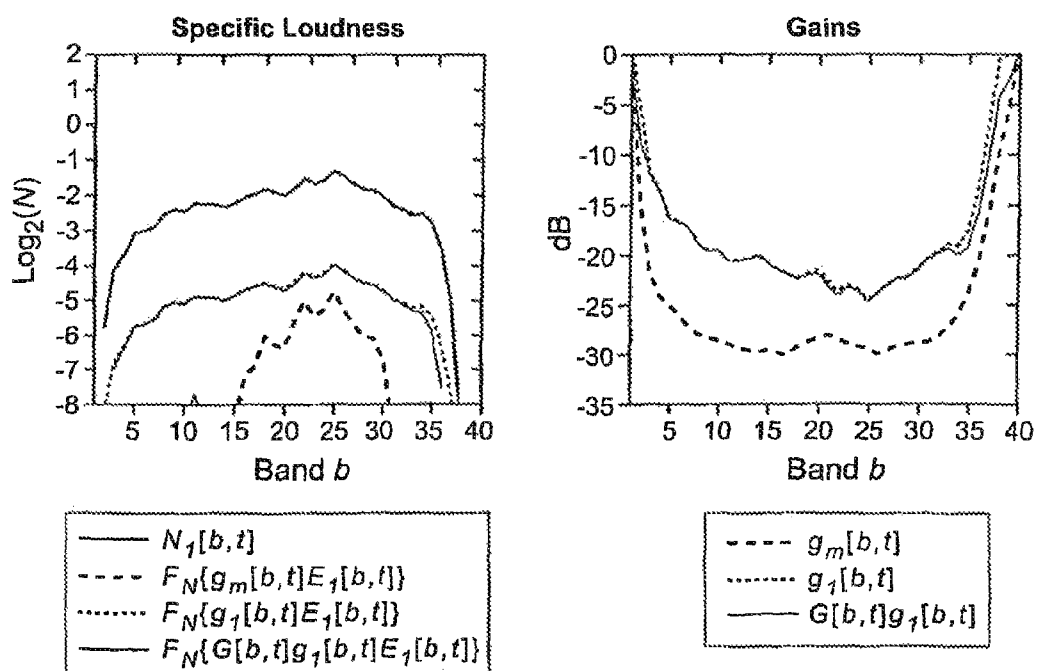 Specific Loudness
2
1
0
-1
-2
-3
-4
-5
-6
-7
-8
Log2(N)
5 10 15 20 25 30 35 40
Band b
N1[b,t]
FN{gm[b,t]E1[b,t]}
FN{g1[b,t]E1[b,t]}
FN{G[b,t]g1[b,t]E1[b,t]}
Gains
0
-5
-10
-15
-20
-25
-30
-35
dB
5 10 15 20 25 30 35 40
Band b
gm[b,t]
g1[b,t]
G[b,t]g1[b,t]